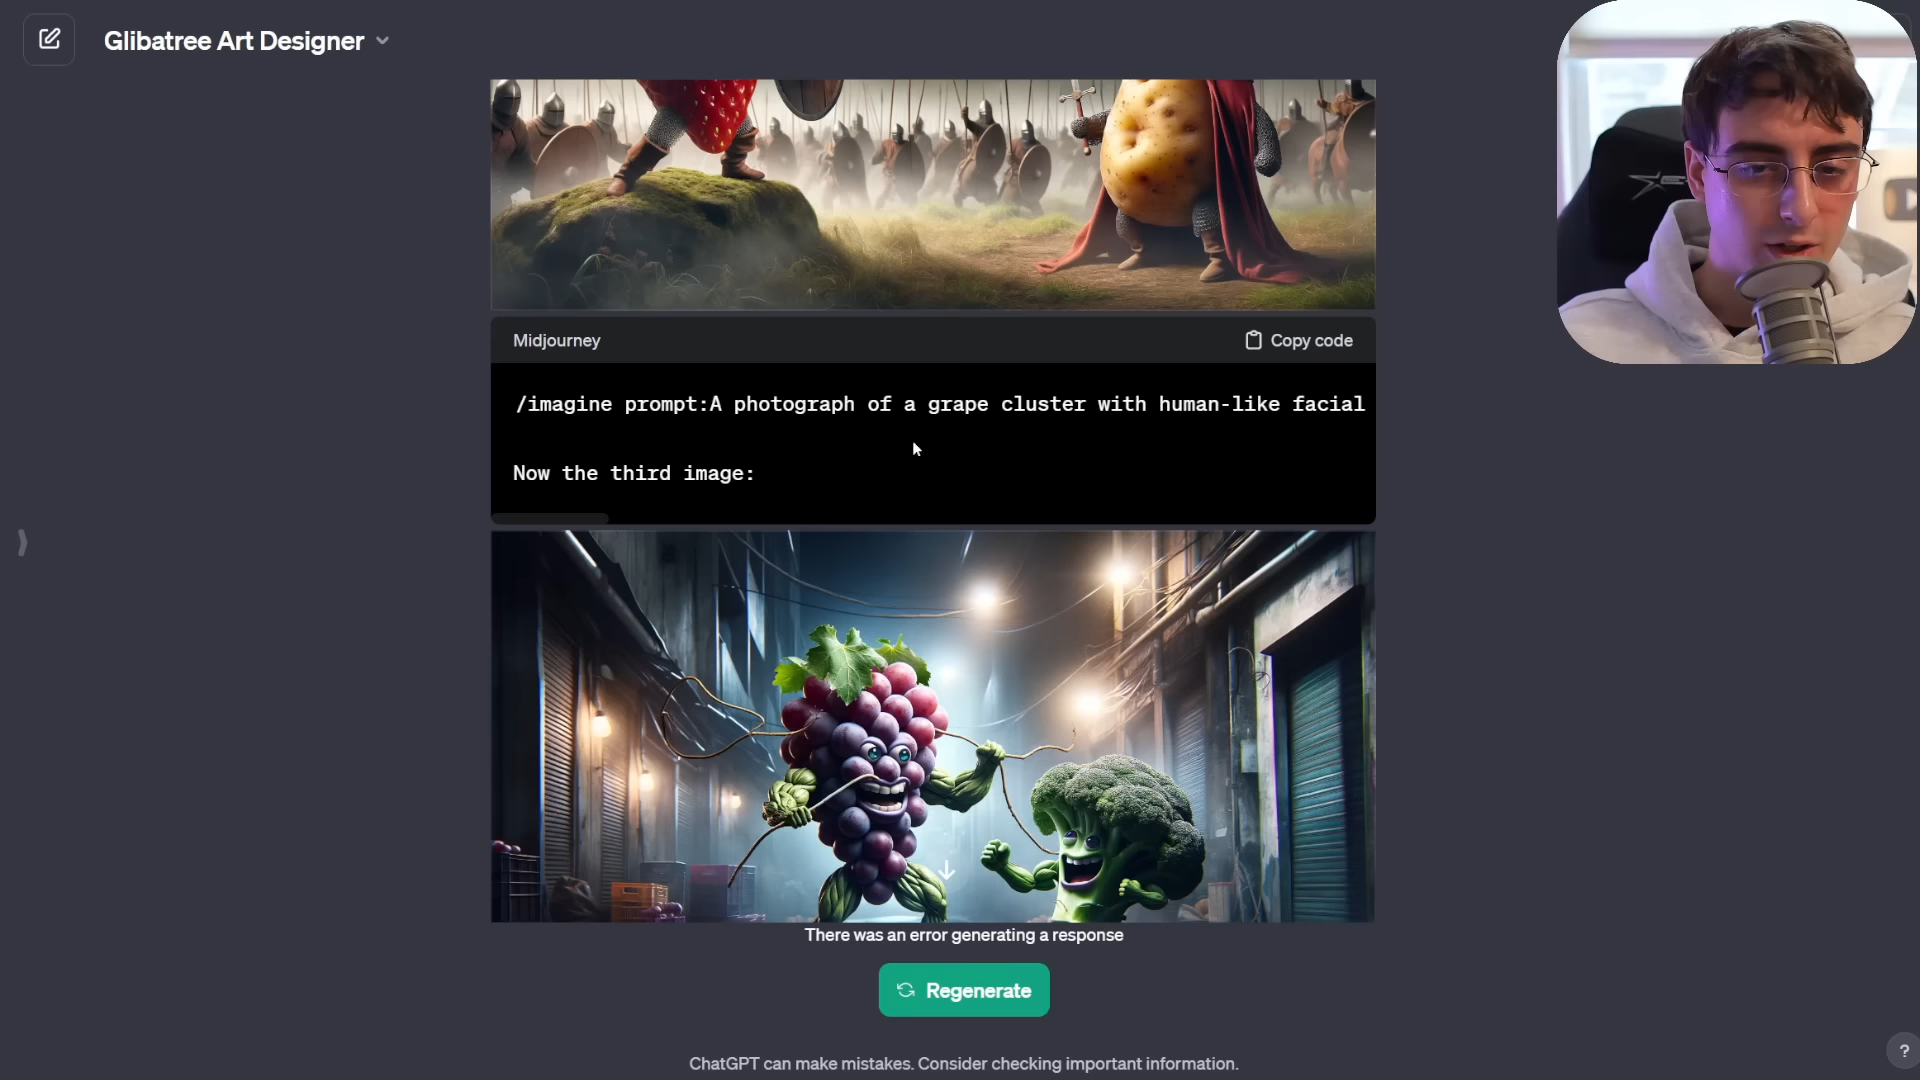 Glibatree Art Designer
Midjourney
Copy code
/imagine prompt:A photograph of a grape cluster with human-like facial
Now the third image:
There was an error generating a response
Regenerate
ChatGPT can make mistakes. Consider checking important information.
?